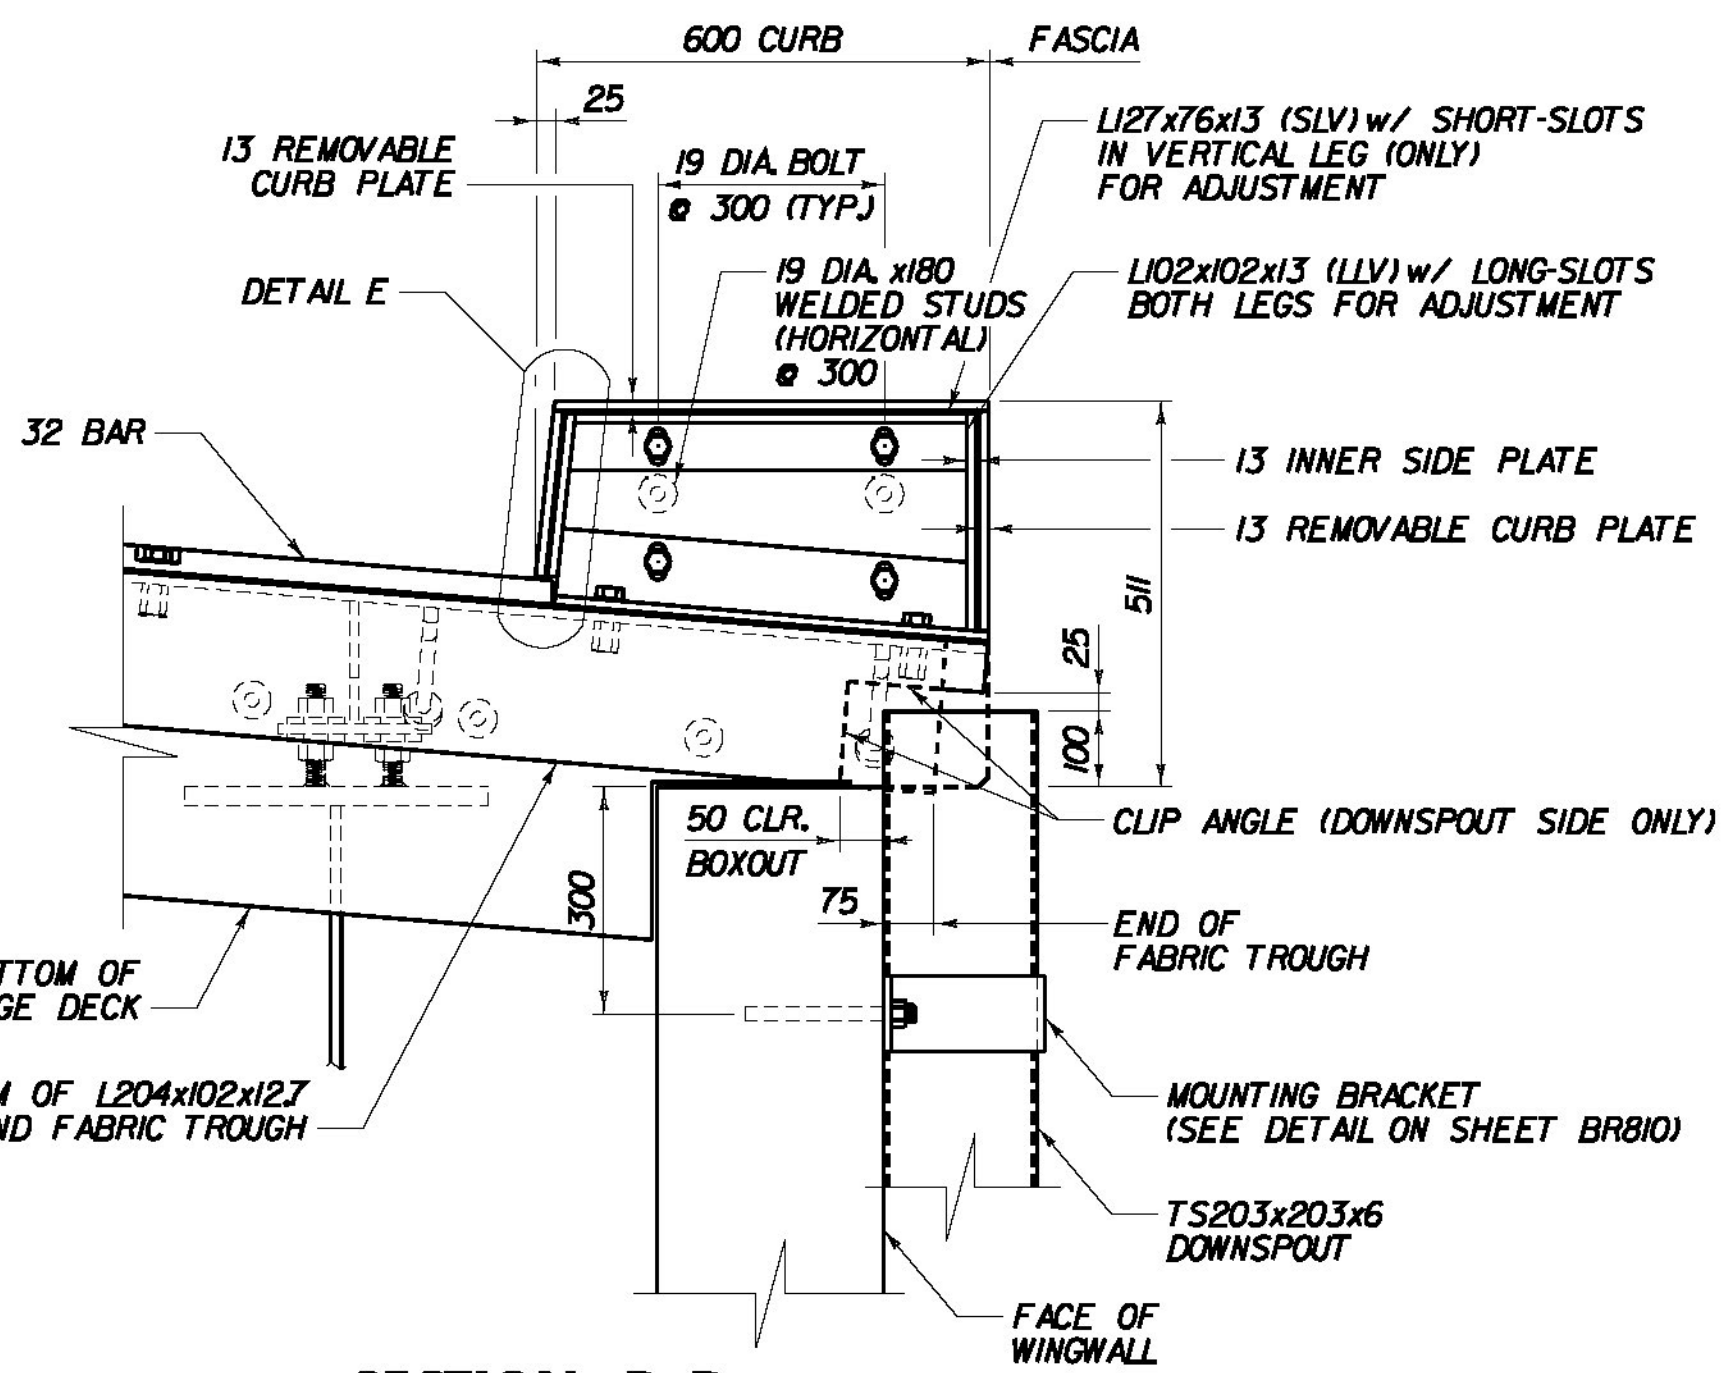 600 CURB
FASCIA
25
13 REMOVABLE
CURB PLATE
19 DIA. BOLT
@ 300 (TYP.)
L127x76x13 (SLV) w/ SHORT-SLOTS
IN VERTICAL LEG (ONLY)
FOR ADJUSTMENT
DETAIL E
19 DIA. x180
WELDED STUDS
(HORIZONTAL)
@ 300
L102x102x13 (LLV) w/ LONG-SLOTS
BOTH LEGS FOR ADJUSTMENT
32 BAR
13 INNER SIDE PLATE
13 REMOVABLE CURB PLATE
511
25
100
50 CLR.
BOXOUT
CLIP ANGLE (DOWNSPOUT SIDE ONLY)
300
75
END OF
FABRIC TROUGH
TTOM OF
GE DECK
M OF L204x102x12.7
ND FABRIC TROUGH
MOUNTING BRACKET
(SEE DETAIL ON SHEET BR810)
TS203x203x6
DOWNSPOUT
FACE OF
WINGWALL